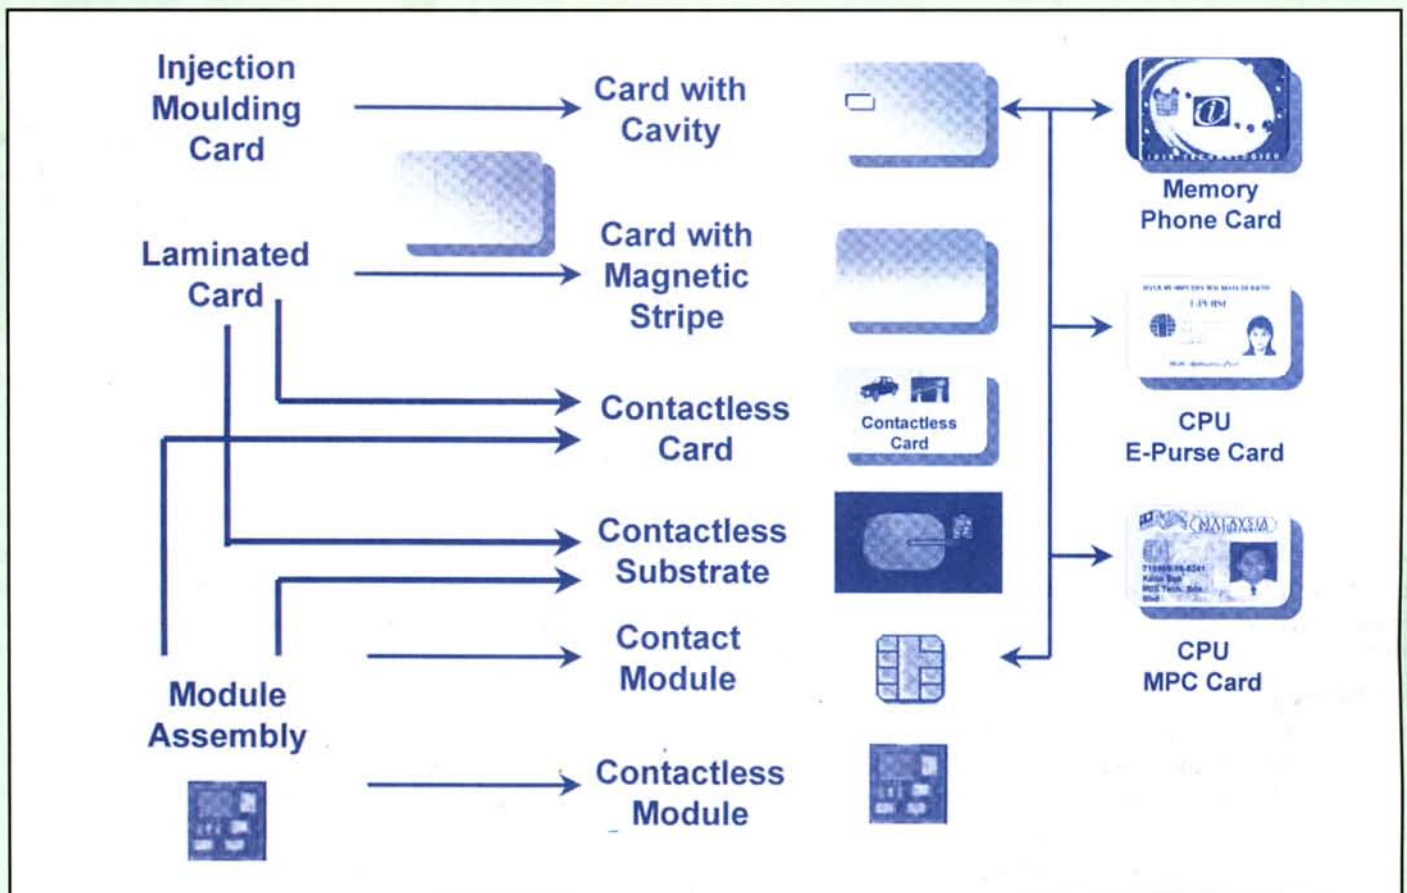 Injection
Moulding
Card
Card with
Cavity
Memory
Phone Card
Laminated
Card
Card with
Magnetic
Stripe
E-PURSE
CPU
E-Purse Card
Contactless
Card
Contactless
Card
Contactless
Substrate
MALAYSIA
CPU
MPC Card
Contact
Module
Module
Assembly
Contactless
Module